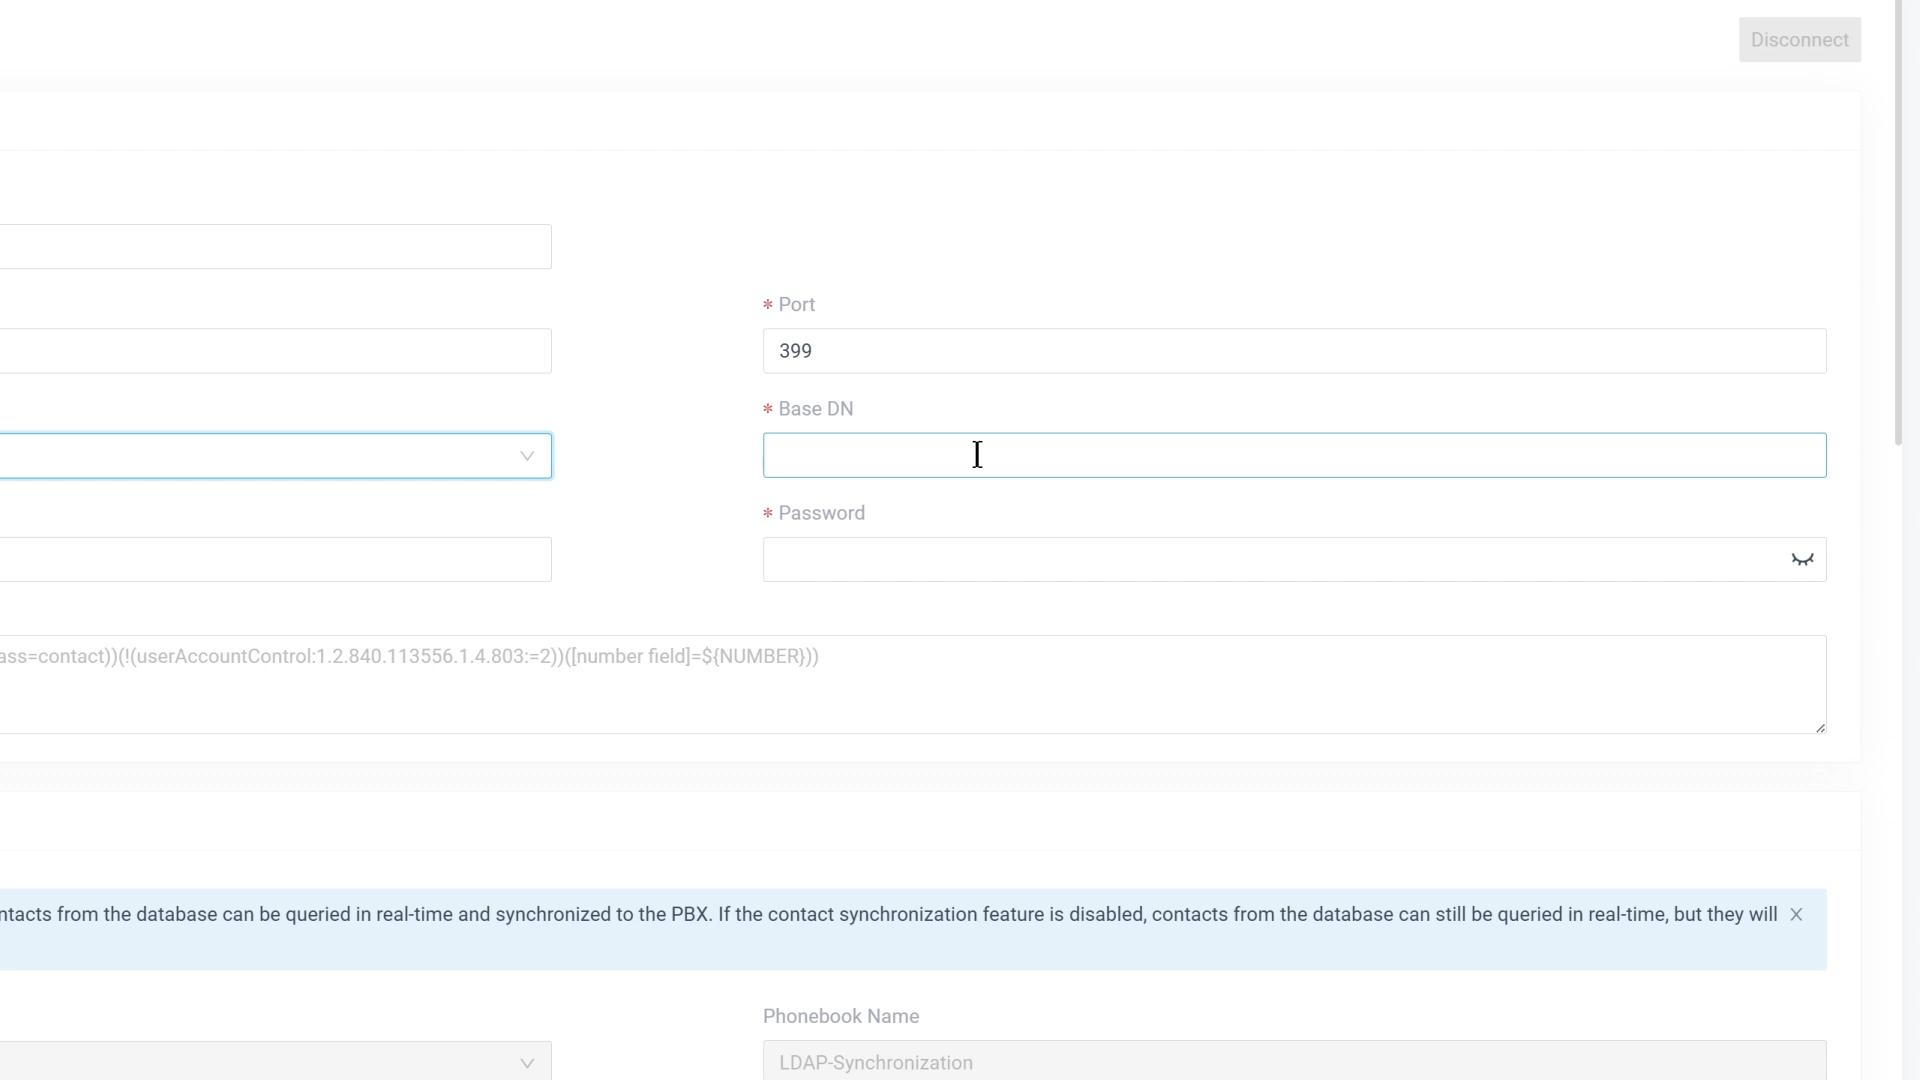 Disconnect
* Port
399
* Base DN
* Password
ass=contact))(!(userAccountControl:1.2.840.113556.1.4.803:=2))([number field]=${NUMBER}))
ntacts from the database can be queried in real-time and synchronized to the PBX. If the contact synchronization feature is disabled, contacts from the database can still be queried in real-time, but they will
Phonebook Name
LDAP-Synchronization